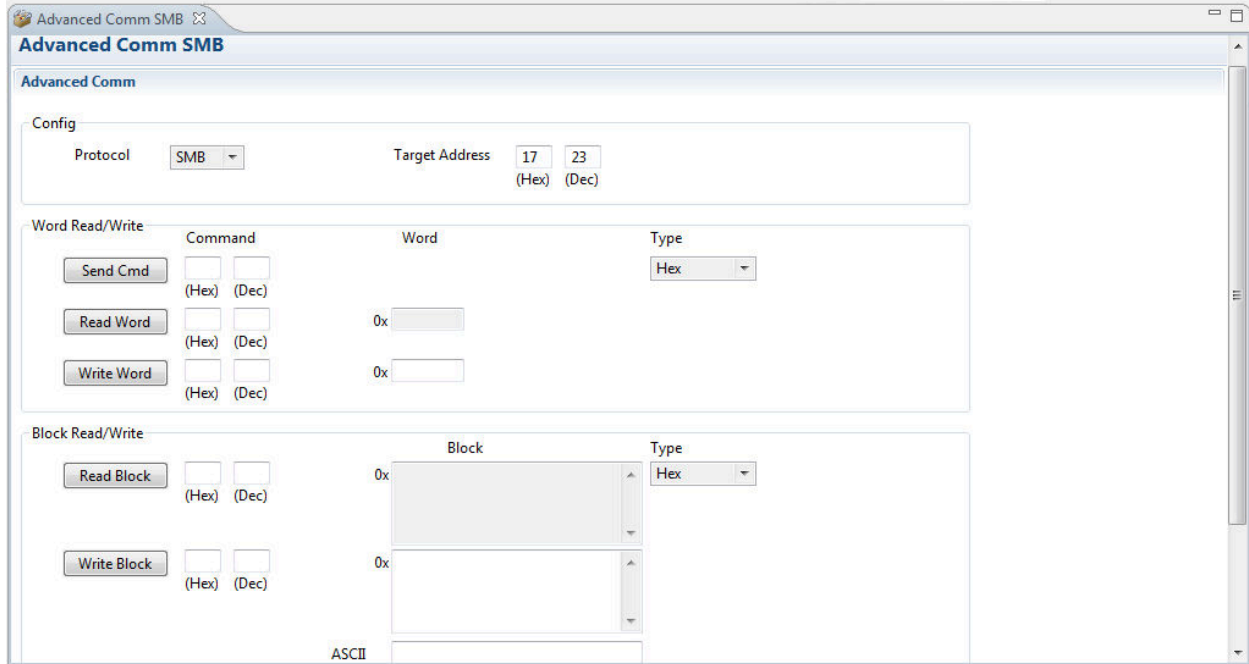 Advanced Comm SMB
Advanced Comm SMB
Advanced Comm
Config
Protocol SMB Target Address 17 23
(Hex) (Dec)
Word Read/Write
Command Word Type
Send Cmd Hex
(Hex) (Dec)
Read Word 0x
(Hex) (Dec)
Write Word 0x
(Hex) (Dec)
Block Read/Write
Block Type
Read Block 0x Hex
(Hex) (Dec)
Write Block 0x
(Hex) (Dec)
ASCII